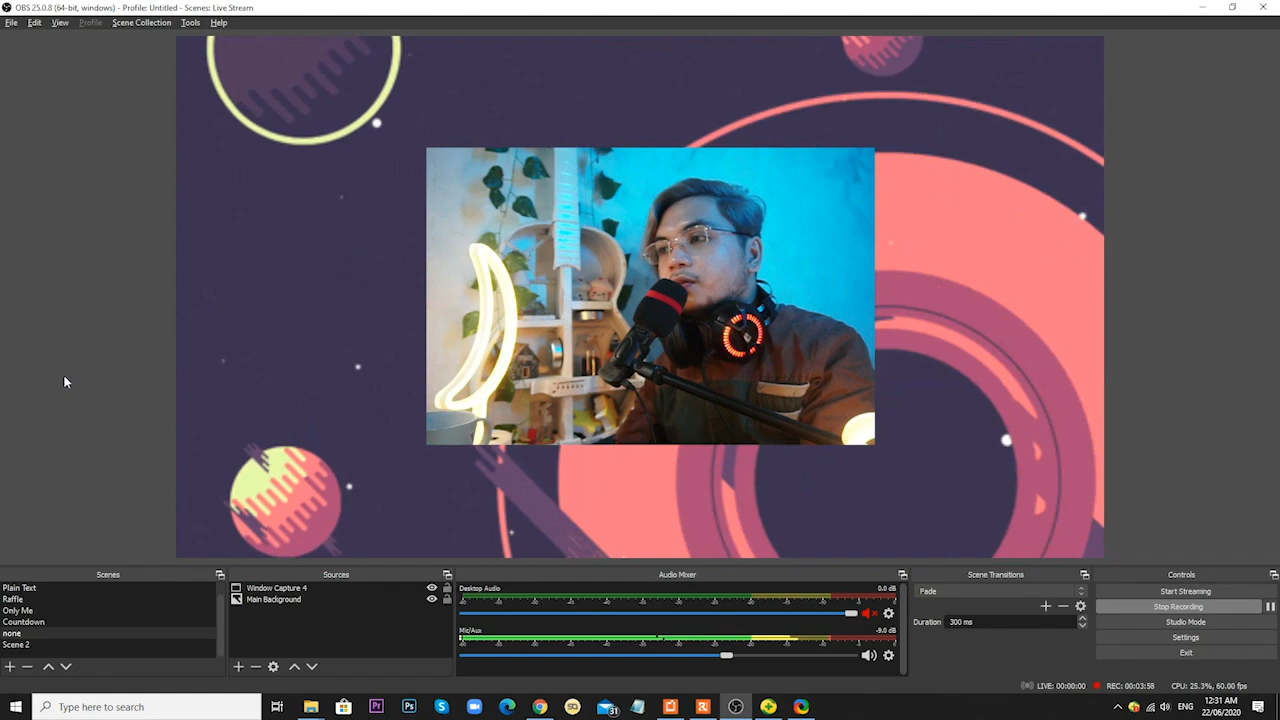 OBS 25.0.8 (64-bit, windows) - Profile: Untitled - Scenes: Live Stream
File Edit View Profile Scene Collection Tools Help
Scenes
Plain Text
Raffle
Only Me
Countdown
none
Scene 2
Sources
Window Capture 4
Main Background
Audio Mixer
Desktop Audio 0.0 dB
Mic/Aux -9.0 dB
Scene Transitions
Fade
Duration 300 ms
Controls
Start Streaming
Stop Recording
Studio Mode
Settings
Exit
LIVE: 00:00:00 REC: 00:03:58 CPU: 25.3%, 60.00 fps
Type here to search
Pr
Ps
31
ENG
12:31 AM
22/06/2020